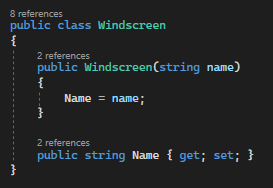 8 references
public class Windscreen
{
2 references
public Windscreen(string name)
{
Name = name;
}
2 references
public string Name { get; set; }
}